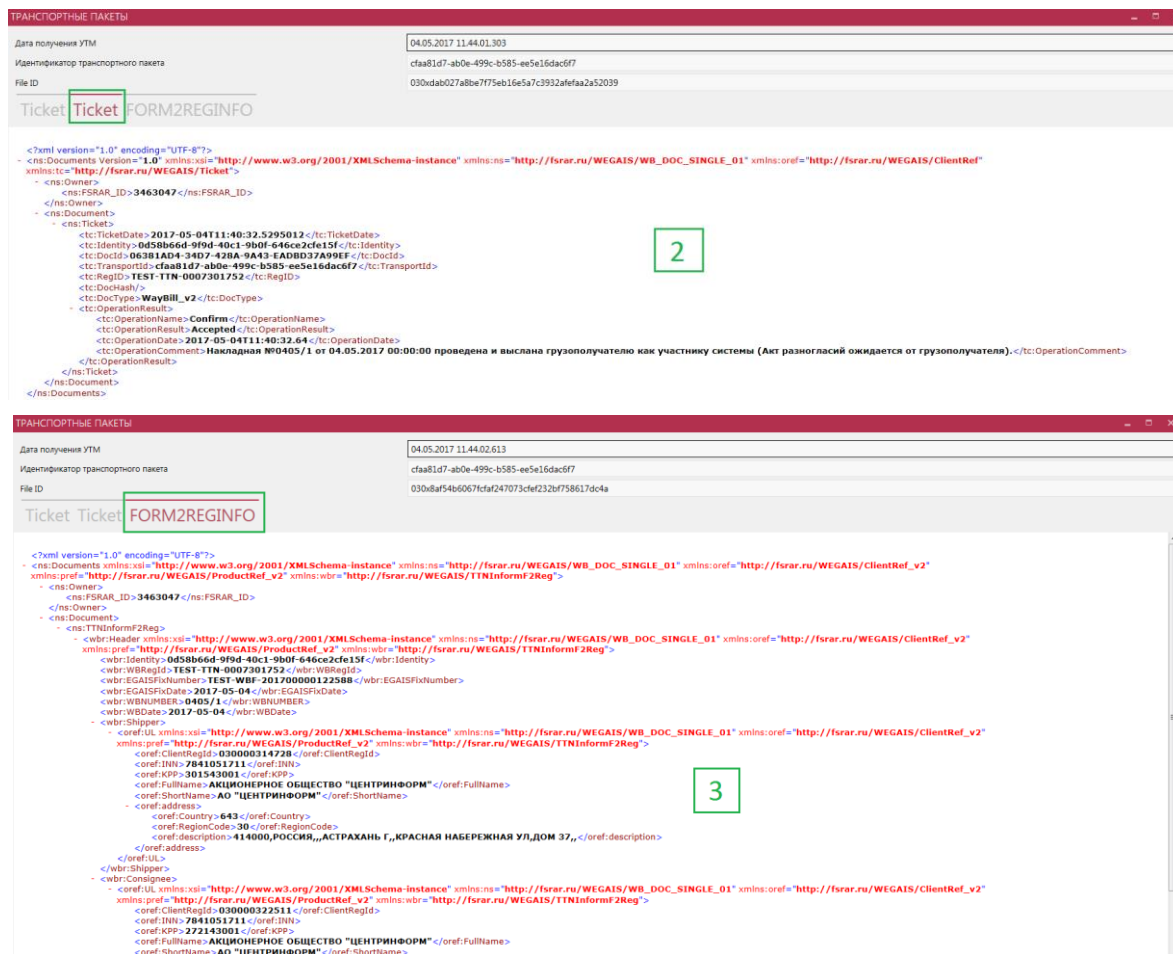 ТРАНСПОРТНЫЕ ПАКЕТЫ
Дата получения УТМ 04.05.2017 11.44.01.303
Идентификатор транспортного пакета cfaa81d7-ab0e-499c-b585-ee5e16dac6f7
File ID 030xdab027a8be7f75eb16e5a7c3932afefaa2a52039
Ticket Ticket FORM2REGINFO
<?xml version="1.0" encoding="UTF-8"?>
- <ns:Documents Version="1.0" xmlns:xsi="http://www.w3.org/2001/XMLSchema-instance" xmlns:ns="http://fsrar.ru/WEGAIS/WB_DOC_SINGLE_01" xmlns:oref="http://fsrar.ru/WEGAIS/ClientRef"
xmlns:tc="http://fsrar.ru/WEGAIS/Ticket">
- <ns:Owner>
<ns:FSRAR_ID>3463047</ns:FSRAR_ID>
</ns:Owner>
- <ns:Document>
- <ns:Ticket>
<tc:TicketDate>2017-05-04T11:40:32.5295012</tc:TicketDate>
<tc:Identity>0d58b66d-9f9d-40c1-9b0f-646ce2cfe15f</tc:Identity>
<tc:DocId>06381AD4-34D7-428A-9A43-EADBD37A99EF</tc:DocId>
<tc:TransportId>cfaa81d7-ab0e-499c-b585-ee5e16dac6f7</tc:TransportId>
<tc:RegID>TEST-TTN-0007301752</tc:RegID>
<tc:DocHash/>
<tc:DocType>WayBill_v2</tc:DocType>
- <tc:OperationResult>
<tc:OperationName>Confirm</tc:OperationName>
<tc:OperationResult>Accepted</tc:OperationResult>
<tc:OperationDate>2017-05-04T11:40:32.64</tc:OperationDate>
<tc:OperationComment>Накладная №0405/1 от 04.05.2017 00:00:00 проведена и выслана грузополучателю как участнику системы (Акт разногласий ожидается от грузополучателя).</tc:OperationComment>
</tc:OperationResult>
</ns:Ticket>
</ns:Document>
</ns:Documents>
2
ТРАНСПОРТНЫЕ ПАКЕТЫ
Дата получения УТМ 04.05.2017 11.44.02.613
Идентификатор транспортного пакета cfaa81d7-ab0e-499c-b585-ee5e16dac6f7
File ID 030x8af54b6067fcfaf247073cfef232bf758617dc4a
Ticket Ticket FORM2REGINFO
<?xml version="1.0" encoding="UTF-8"?>
- <ns:Documents xmlns:xsi="http://www.w3.org/2001/XMLSchema-instance" xmlns:ns="http://fsrar.ru/WEGAIS/WB_DOC_SINGLE_01" xmlns:oref="http://fsrar.ru/WEGAIS/ClientRef_v2"
xmlns:pref="http://fsrar.ru/WEGAIS/ProductRef_v2" xmlns:wbr="http://fsrar.ru/WEGAIS/TTNInformF2Reg">
- <ns:Owner>
<ns:FSRAR_ID>3463047</ns:FSRAR_ID>
</ns:Owner>
- <ns:Document>
- <ns:TTNInformF2Reg>
- <wbr:Header xmlns:xsi="http://www.w3.org/2001/XMLSchema-instance" xmlns:ns="http://fsrar.ru/WEGAIS/WB_DOC_SINGLE_01" xmlns:oref="http://fsrar.ru/WEGAIS/ClientRef_v2"
xmlns:pref="http://fsrar.ru/WEGAIS/ProductRef_v2" xmlns:wbr="http://fsrar.ru/WEGAIS/TTNInformF2Reg">
<wbr:Identity>0d58b66d-9f9d-40c1-9b0f-646ce2cfe15f</wbr:Identity>
<wbr:WBRegId>TEST-TTN-0007301752</wbr:WBRegId>
<wbr:EGAISFixNumber>TEST-WBF-201700000122588</wbr:EGAISFixNumber>
<wbr:EGAISFixDate>2017-05-04</wbr:EGAISFixDate>
<wbr:WBNUMBER>0405/1</wbr:WBNUMBER>
<wbr:WBDate>2017-05-04</wbr:WBDate>
- <wbr:Shipper>
- <oref:UL xmlns:xsi="http://www.w3.org/2001/XMLSchema-instance" xmlns:ns="http://fsrar.ru/WEGAIS/WB_DOC_SINGLE_01" xmlns:oref="http://fsrar.ru/WEGAIS/ClientRef_v2"
xmlns:pref="http://fsrar.ru/WEGAIS/ProductRef_v2" xmlns:wbr="http://fsrar.ru/WEGAIS/TTNInformF2Reg">
<oref:ClientRegId>030000314728</oref:ClientRegId>
<oref:INN>7841051711</oref:INN>
<oref:KPP>301543001</oref:KPP>
<oref:FullName>АКЦИОНЕРНОЕ ОБЩЕСТВО "ЦЕНТРИНФОРМ"</oref:FullName>
<oref:ShortName>АО "ЦЕНТРИНФОРМ"</oref:ShortName>
- <oref:address>
<oref:Country>643</oref:Country>
<oref:RegionCode>30</oref:RegionCode>
<oref:description>414000,РОССИЯ,,,АСТРАХАНЬ Г,,КРАСНАЯ НАБЕРЕЖНАЯ УЛ,ДОМ 37,,</oref:description>
</oref:address>
</oref:UL>
</wbr:Shipper>
- <wbr:Consignee>
- <oref:UL xmlns:xsi="http://www.w3.org/2001/XMLSchema-instance" xmlns:ns="http://fsrar.ru/WEGAIS/WB_DOC_SINGLE_01" xmlns:oref="http://fsrar.ru/WEGAIS/ClientRef_v2"
xmlns:pref="http://fsrar.ru/WEGAIS/ProductRef_v2" xmlns:wbr="http://fsrar.ru/WEGAIS/TTNInformF2Reg">
<oref:ClientRegId>030000322511</oref:ClientRegId>
<oref:INN>7841051711</oref:INN>
<oref:KPP>272143001</oref:KPP>
<oref:FullName>АКЦИОНЕРНОЕ ОБЩЕСТВО "ЦЕНТРИНФОРМ"</oref:FullName>
<oref:ShortName>АО "ЦЕНТРИНФОРМ"</oref:ShortName>
3